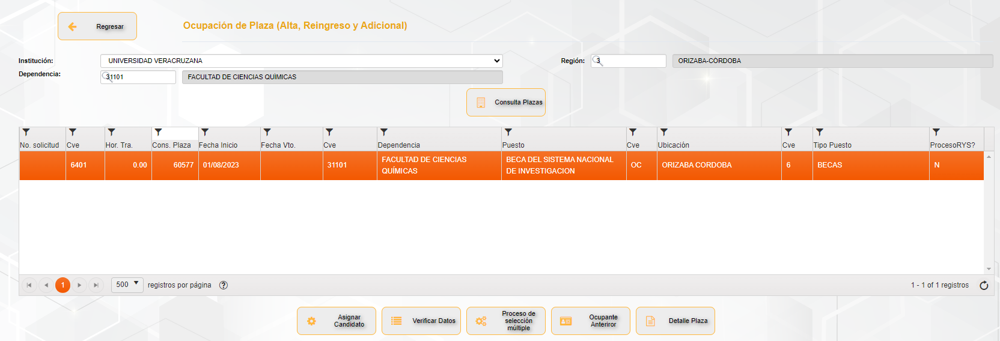 Regresar
Ocupación de Plaza (Alta, Reingreso y Adicional)
Institución: UNIVERSIDAD VERACRUZANA Región: 3 ORIZABA-CÓRDOBA
Dependencia: 31101 FACULTAD DE CIENCIAS QUÍMICAS
Consulta Plazas
No. solicitud Cve Hor. Tra. Cons. Plaza Fecha Inicio Fecha Vto. Cve Dependencia Puesto Cve Ubicación Cve Tipo Puesto ProcesoRYS?
6401 0.00 60577 01/08/2023 31101 FACULTAD DE CIENCIAS QUÍMICAS BECA DEL SISTEMA NACIONAL DE INVESTIGACION OC ORIZABA CORDOBA 6 BECAS N
1 500 registros por página 1 - 1 of 1 registros
Asignar Candidato
Verificar Datos
Proceso de selección múltiple
Ocupante Anteriror
Detalle Plaza